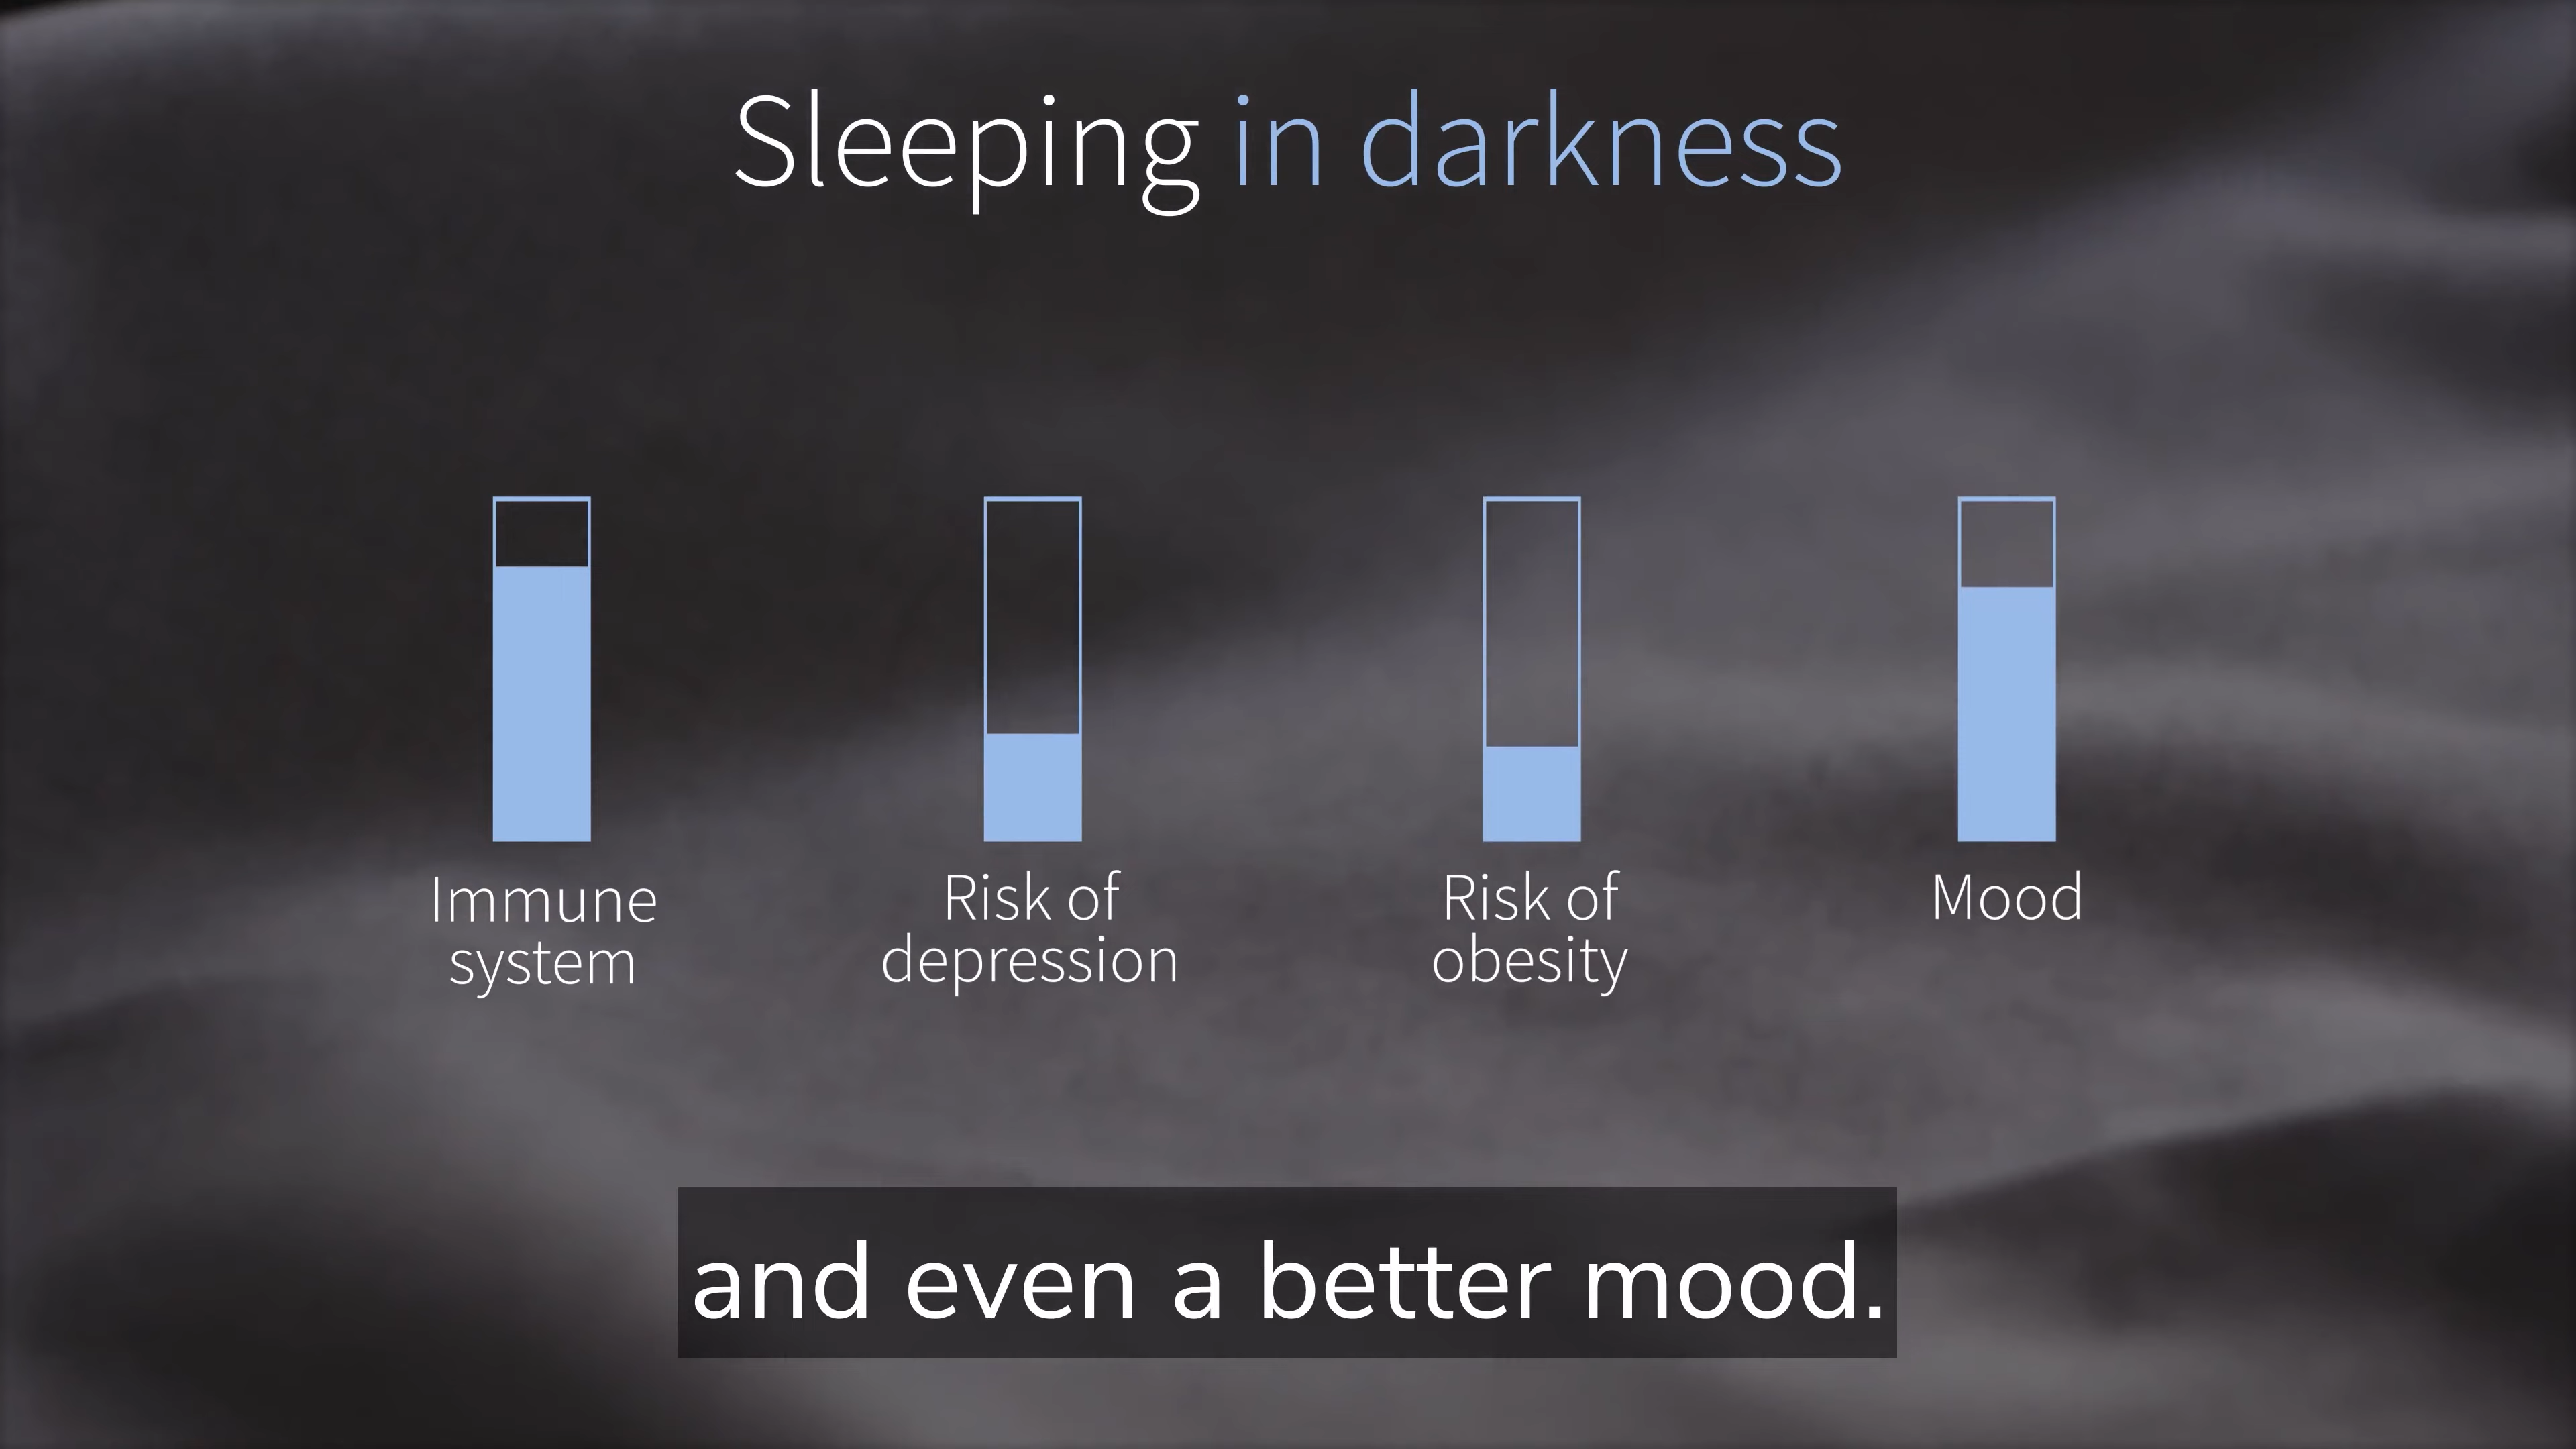 Sleeping in darkness
Immune
system
Risk of
depression
Risk of
obesity
Mood
and even a better mood.